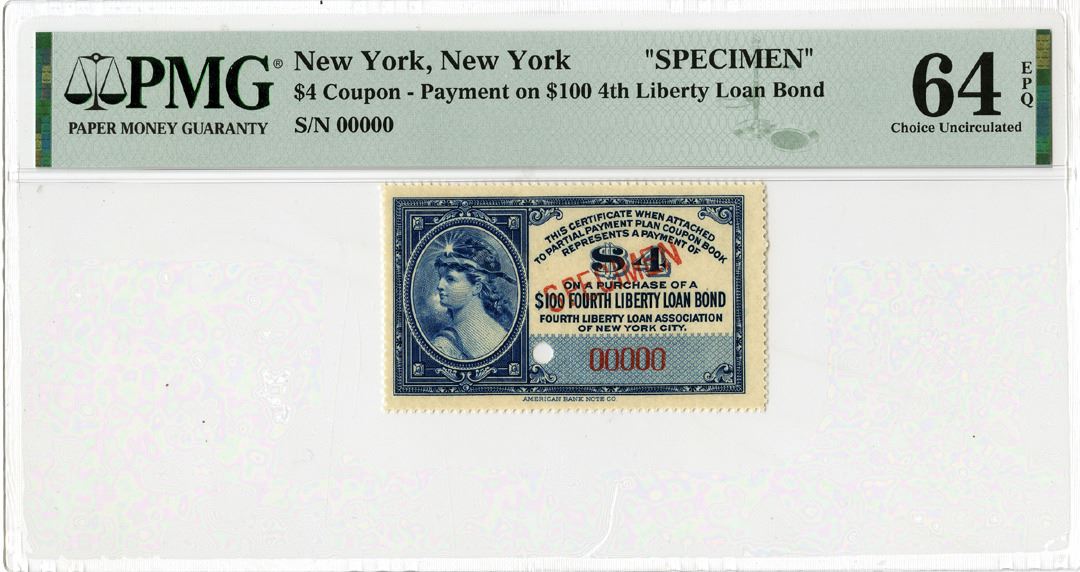 PMG®
PAPER MONEY GUARANTY
New York, New York "SPECIMEN"
$4 Coupon - Payment on $100 4th Liberty Loan Bond
S/N 00000
64
EPQ
Choice Uncirculated
THIS CERTIFICATE WHEN ATTACHED
TO PARTIAL PAYMENT PLAN COUPON BOOK
REPRESENTS A PAYMENT OF
$4
SPECIMEN
ON A PURCHASE OF A
$100 FOURTH LIBERTY LOAN BOND
FOURTH LIBERTY LOAN ASSOCIATION
OF NEW YORK CITY.
00000
AMERICAN BANK NOTE CO.